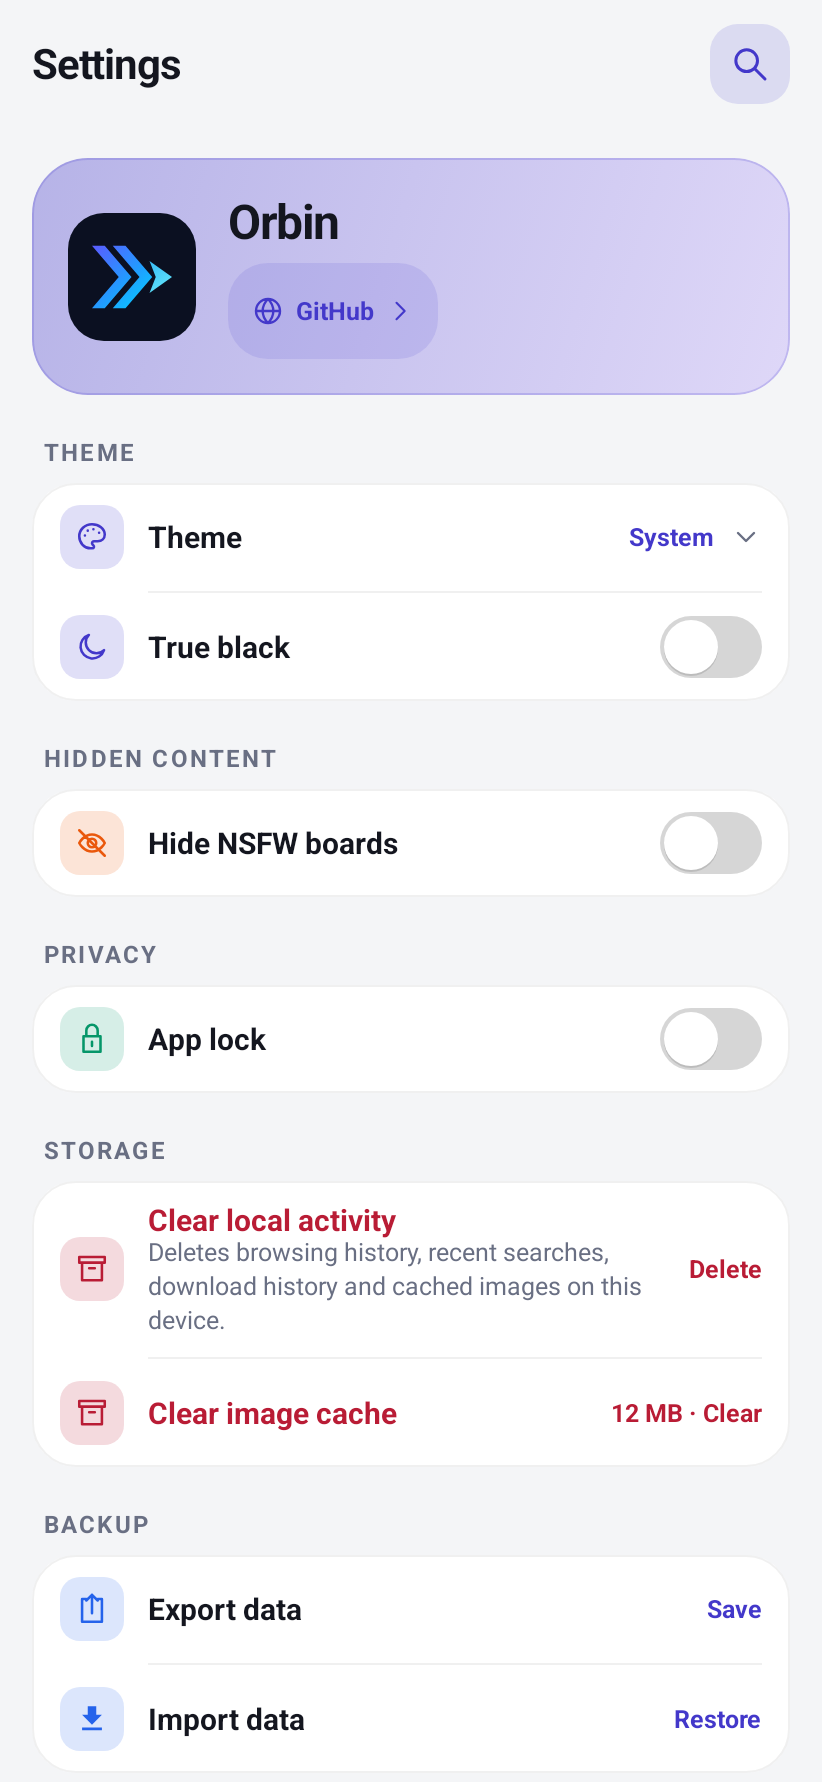 Settings
Orbin
GitHub
THEME
Theme
System
True black
HIDDEN CONTENT
Hide NSFW boards
PRIVACY
App lock
STORAGE
Clear local activity
Deletes browsing history, recent searches,
download history and cached images on this
device.
Delete
Clear image cache
12 MB · Clear
BACKUP
Export data
Save
Import data
Restore